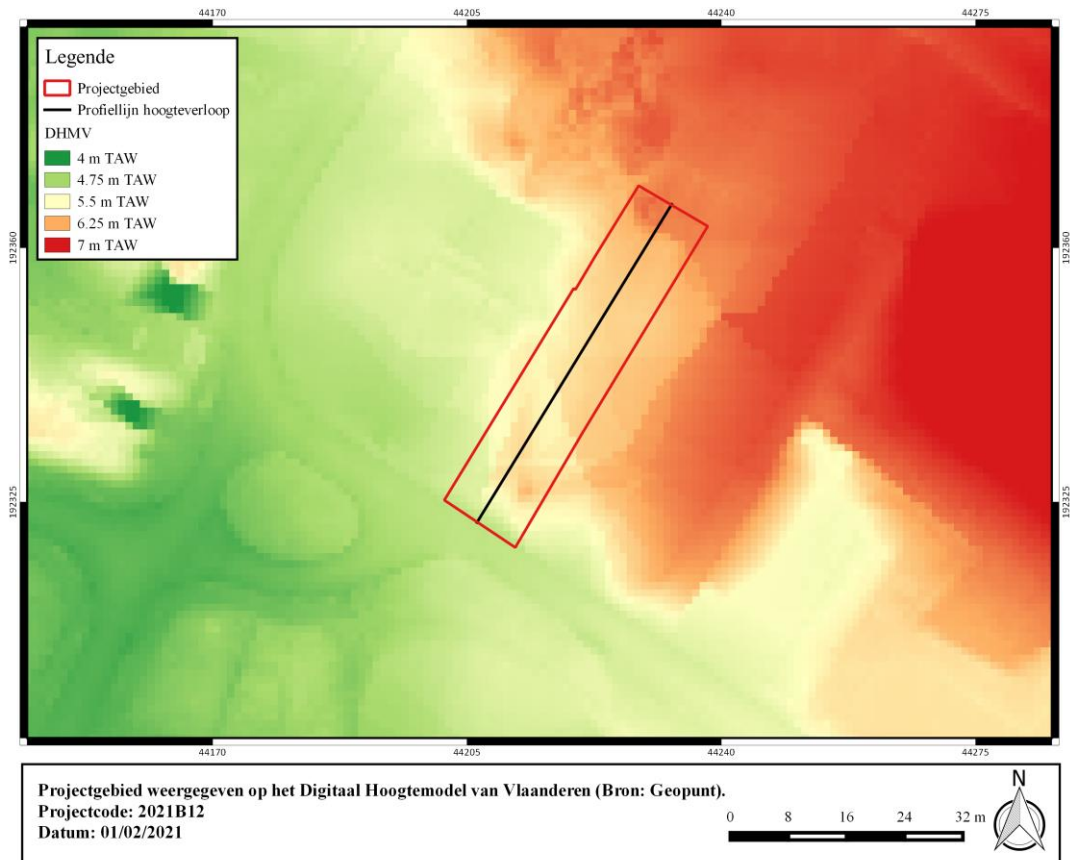 44170 44205 44240 44275
Legende
Projectgebied
Profiellijn hoogteverloop
DHMV
4 m TAW
4.75 m TAW
5.5 m TAW
6.25 m TAW
7 m TAW
192360 192360
192325 192325
44170 44205 44240 44275
Projectgebied weergegeven op het Digitaal Hoogtemodel van Vlaanderen (Bron: Geopunt).
Projectcode: 2021B12
Datum: 01/02/2021
0 8 16 24 32 m
N